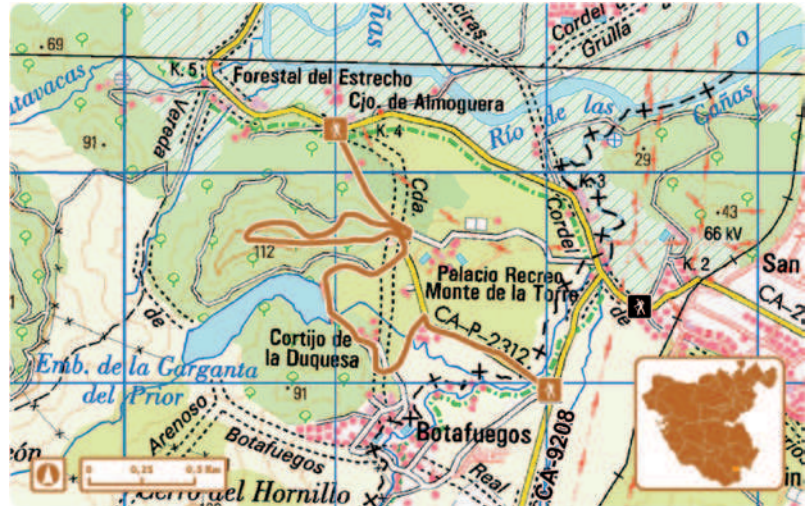 69
Cordel
Grulla
K. 5
Forestal del Estrecho
Cjo. de Almoguera
Río de las Cañas
Vereda
K. 4
91
29
K. 3
Cda.
Cordel
43
66 kV
112
Palacio Recreo
Monte de la Torre
K. 2
San
de
de
CA-P-2312
Cortijo de
la Duquesa
Emb. de la Garganta
del Prior
91
Arenoso
Botafuegos
Botafuegos
Real
CA-9208
0 0,25 0,5 Km
del Hornillo